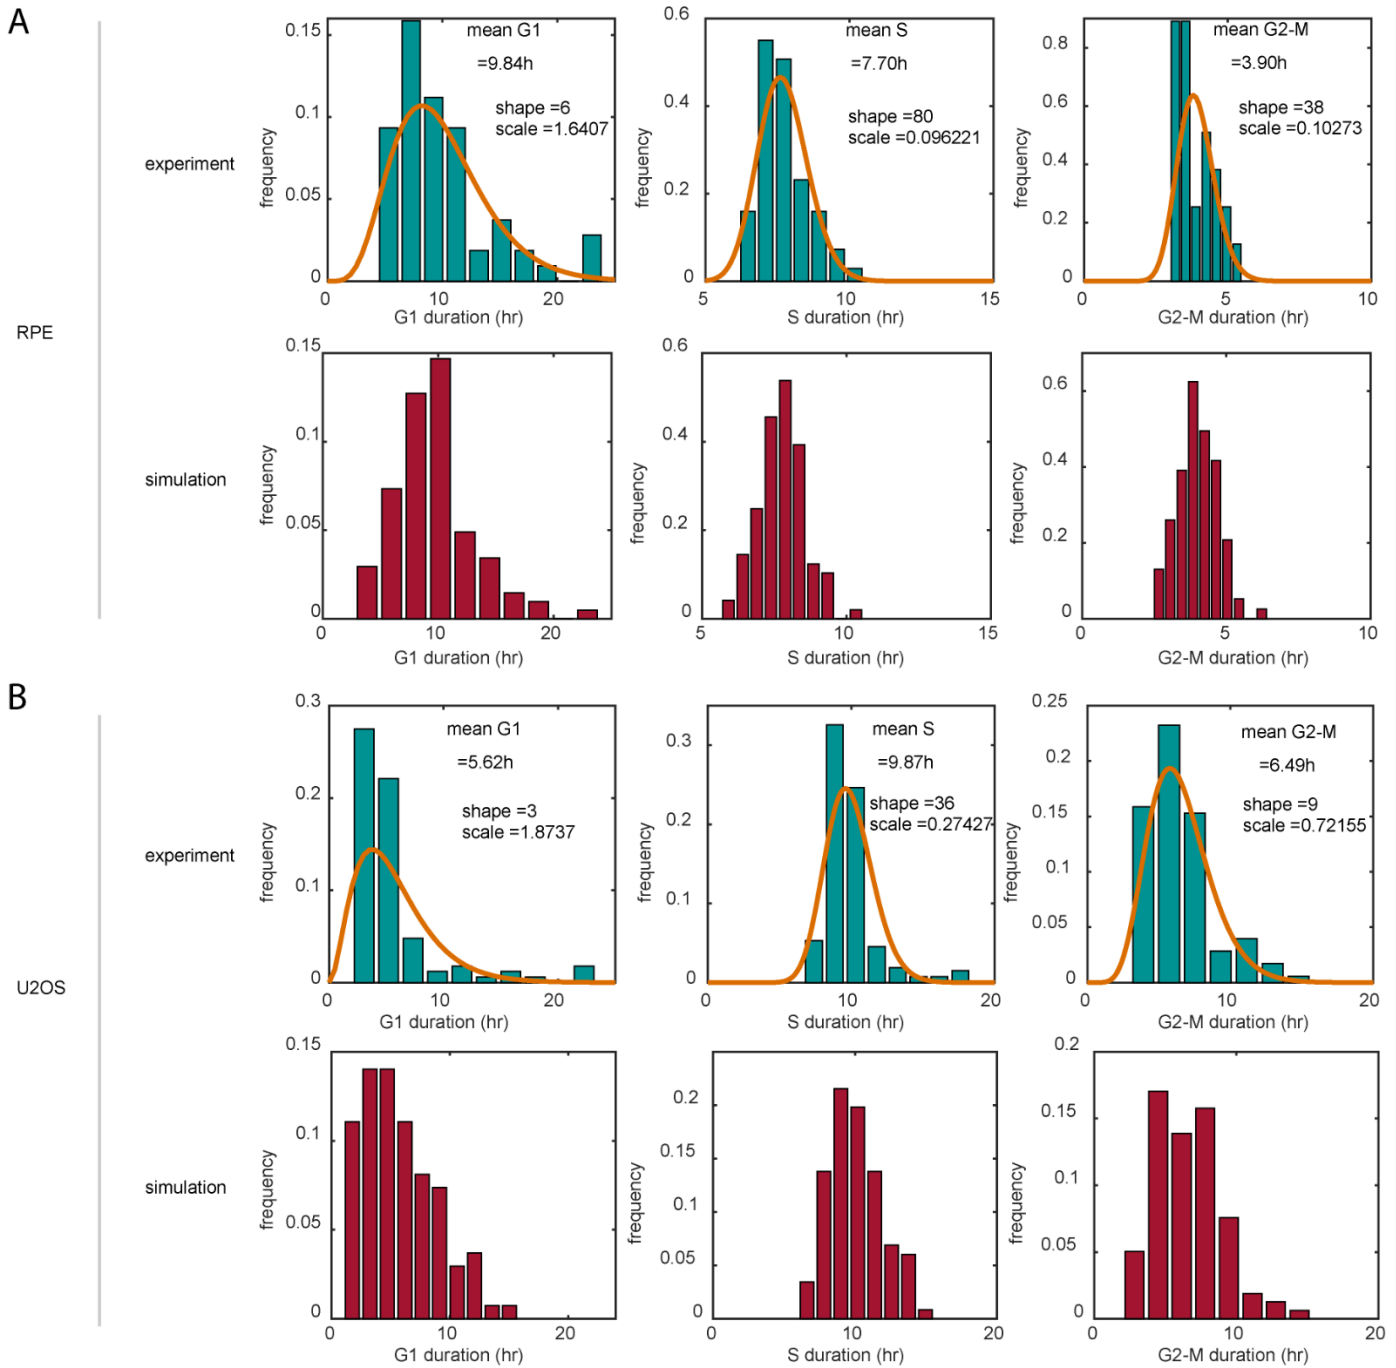 A
RPE
experiment
frequency
0.15
0.1
0.05
0
mean G1
=9.84h
shape =6
scale =1.6407
0 10 20
G1 duration (hr)
frequency
0.6
0.4
0.2
0
mean S
=7.70h
shape =80
scale =0.096221
5 10 15
S duration (hr)
frequency
0.8
0.6
0.4
0.2
0
mean G2-M
=3.90h
shape =38
scale =0.10273
0 5 10
G2-M duration (hr)
simulation
frequency
0.15
0.1
0.05
0
0 10 20
G1 duration (hr)
frequency
0.6
0.4
0.2
0
5 10 15
S duration (hr)
frequency
0.6
0.4
0.2
0
0 5 10
G2-M duration (hr)
B
U2OS
experiment
frequency
0.3
0.2
0.1
0
mean G1
=5.62h
shape =3
scale =1.8737
0 10 20
G1 duration (hr)
frequency
0.3
0.2
0.1
0
mean S
=9.87h
shape =36
scale =0.27427
0 10 20
S duration (hr)
frequency
0.25
0.2
0.15
0.1
0.05
0
mean G2-M
=6.49h
shape =9
scale =0.72155
0 10 20
G2-M duration (hr)
simulation
frequency
0.15
0.1
0.05
0
0 10 20
G1 duration (hr)
frequency
0.2
0.15
0.1
0.05
0
0 10 20
S duration (hr)
frequency
0.2
0.15
0.1
0.05
0
0 10 20
G2-M duration (hr)